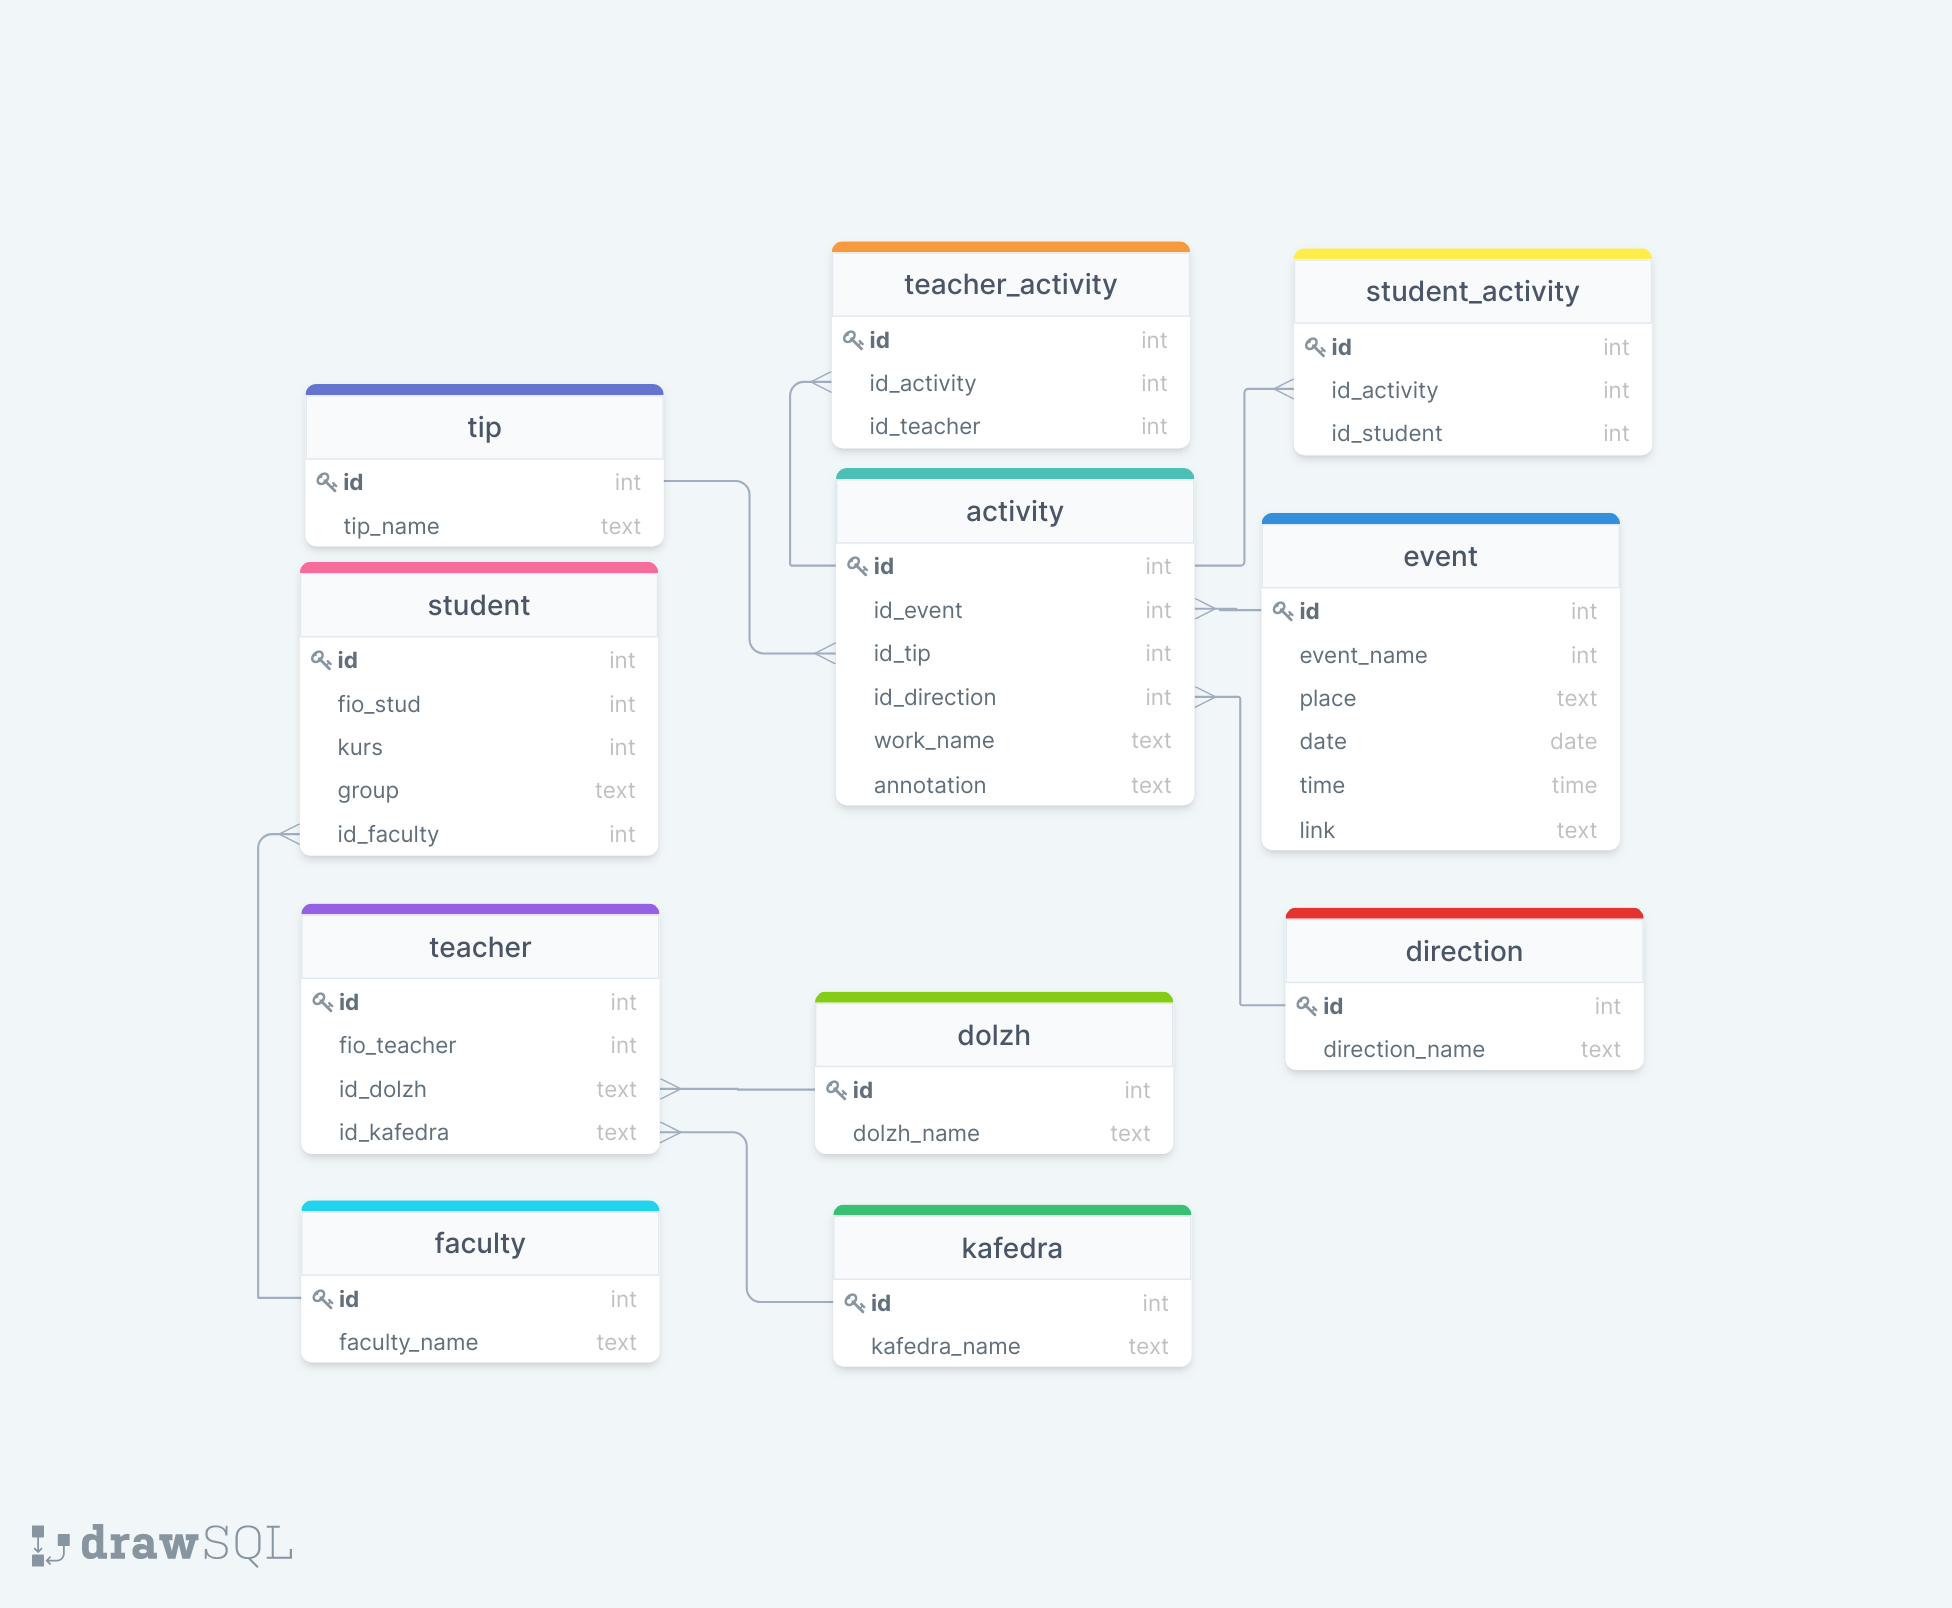 teacher_activity
id int
id_activity int
id_teacher int
student_activity
id int
id_activity int
id_student int
tip
id int
tip_name text
activity
id int
id_event int
id_tip int
id_direction int
work_name text
annotation text
event
id int
event_name int
place text
date date
time time
link text
student
id int
fio_stud int
kurs int
group text
id_faculty int
teacher
id int
fio_teacher int
id_dolzh text
id_kafedra text
dolzh
id int
dolzh_name text
direction
id int
direction_name text
faculty
id int
faculty_name text
kafedra
id int
kafedra_name text
drawSQL